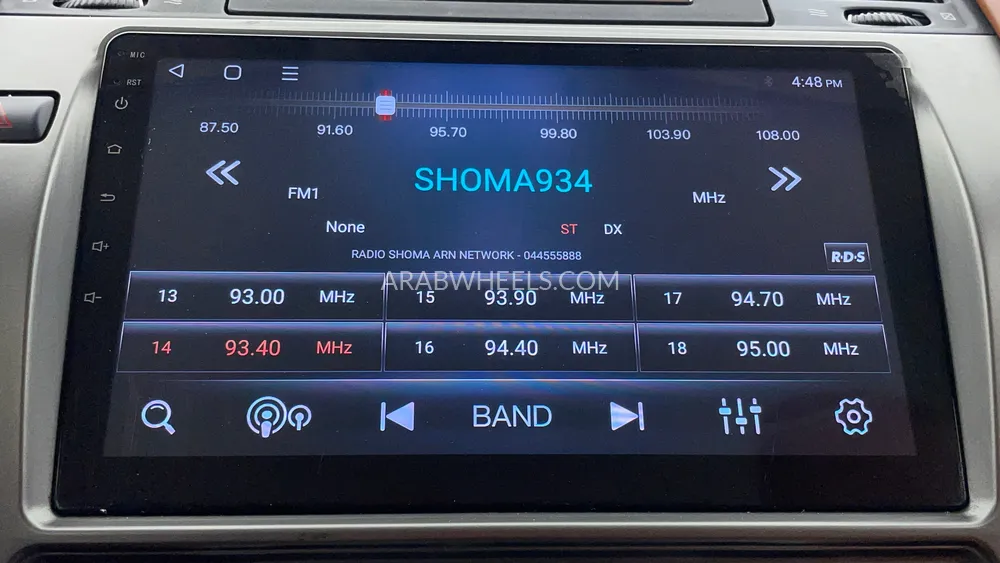 MIC
RST
4:48 PM
87.50 91.60 95.70 99.80 103.90 108.00
SHOMA934
FM1 MHz
None ST DX
RADIO SHOMA ARN NETWORK - 044555888
R·D·S
ARABWHEELS.COM
13 93.00 MHz 15 93.90 MHz 17 94.70 MHz
14 93.40 MHz 16 94.40 MHz 18 95.00 MHz
BAND